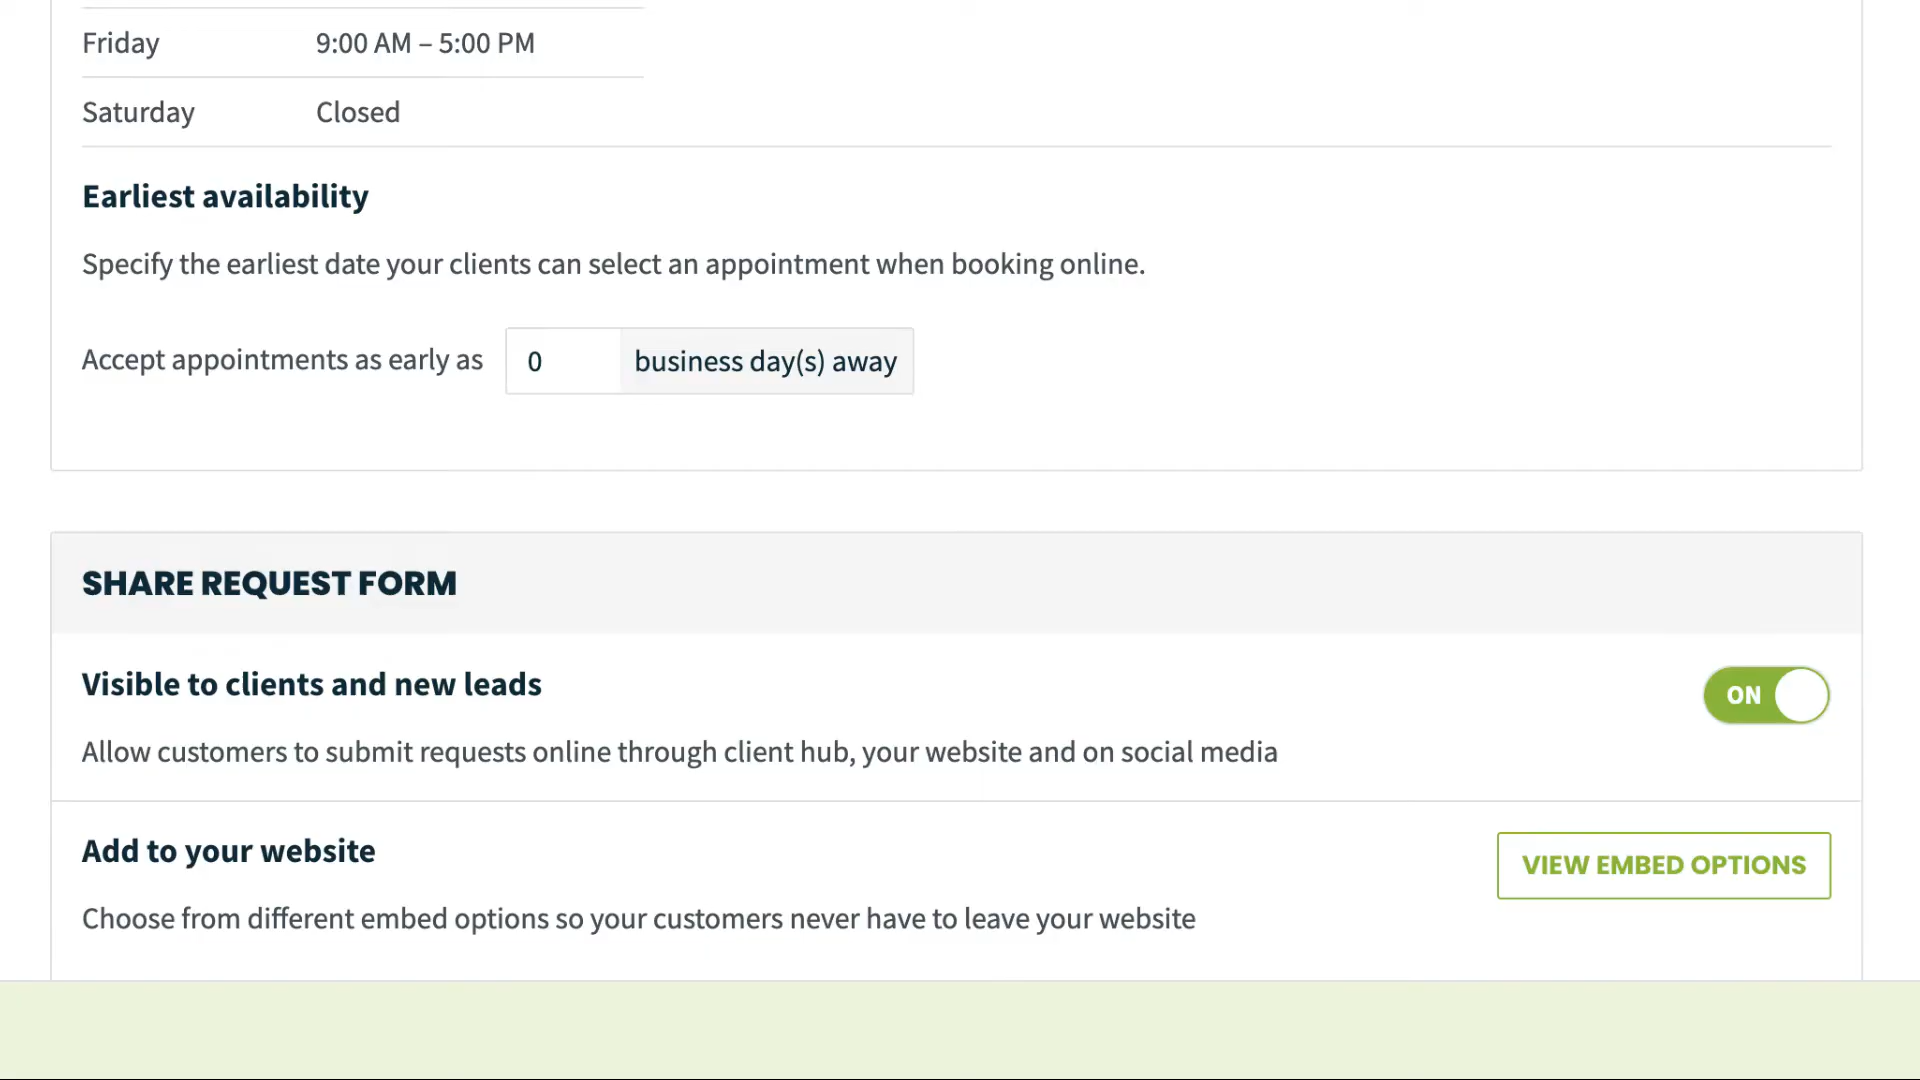 Friday 9:00 AM – 5:00 PM
Saturday Closed
Earliest availability
Specify the earliest date your clients can select an appointment when booking online.
Accept appointments as early as 0 business day(s) away
SHARE REQUEST FORM
Visible to clients and new leads
ON
Allow customers to submit requests online through client hub, your website and on social media
Add to your website
VIEW EMBED OPTIONS
Choose from different embed options so your customers never have to leave your website